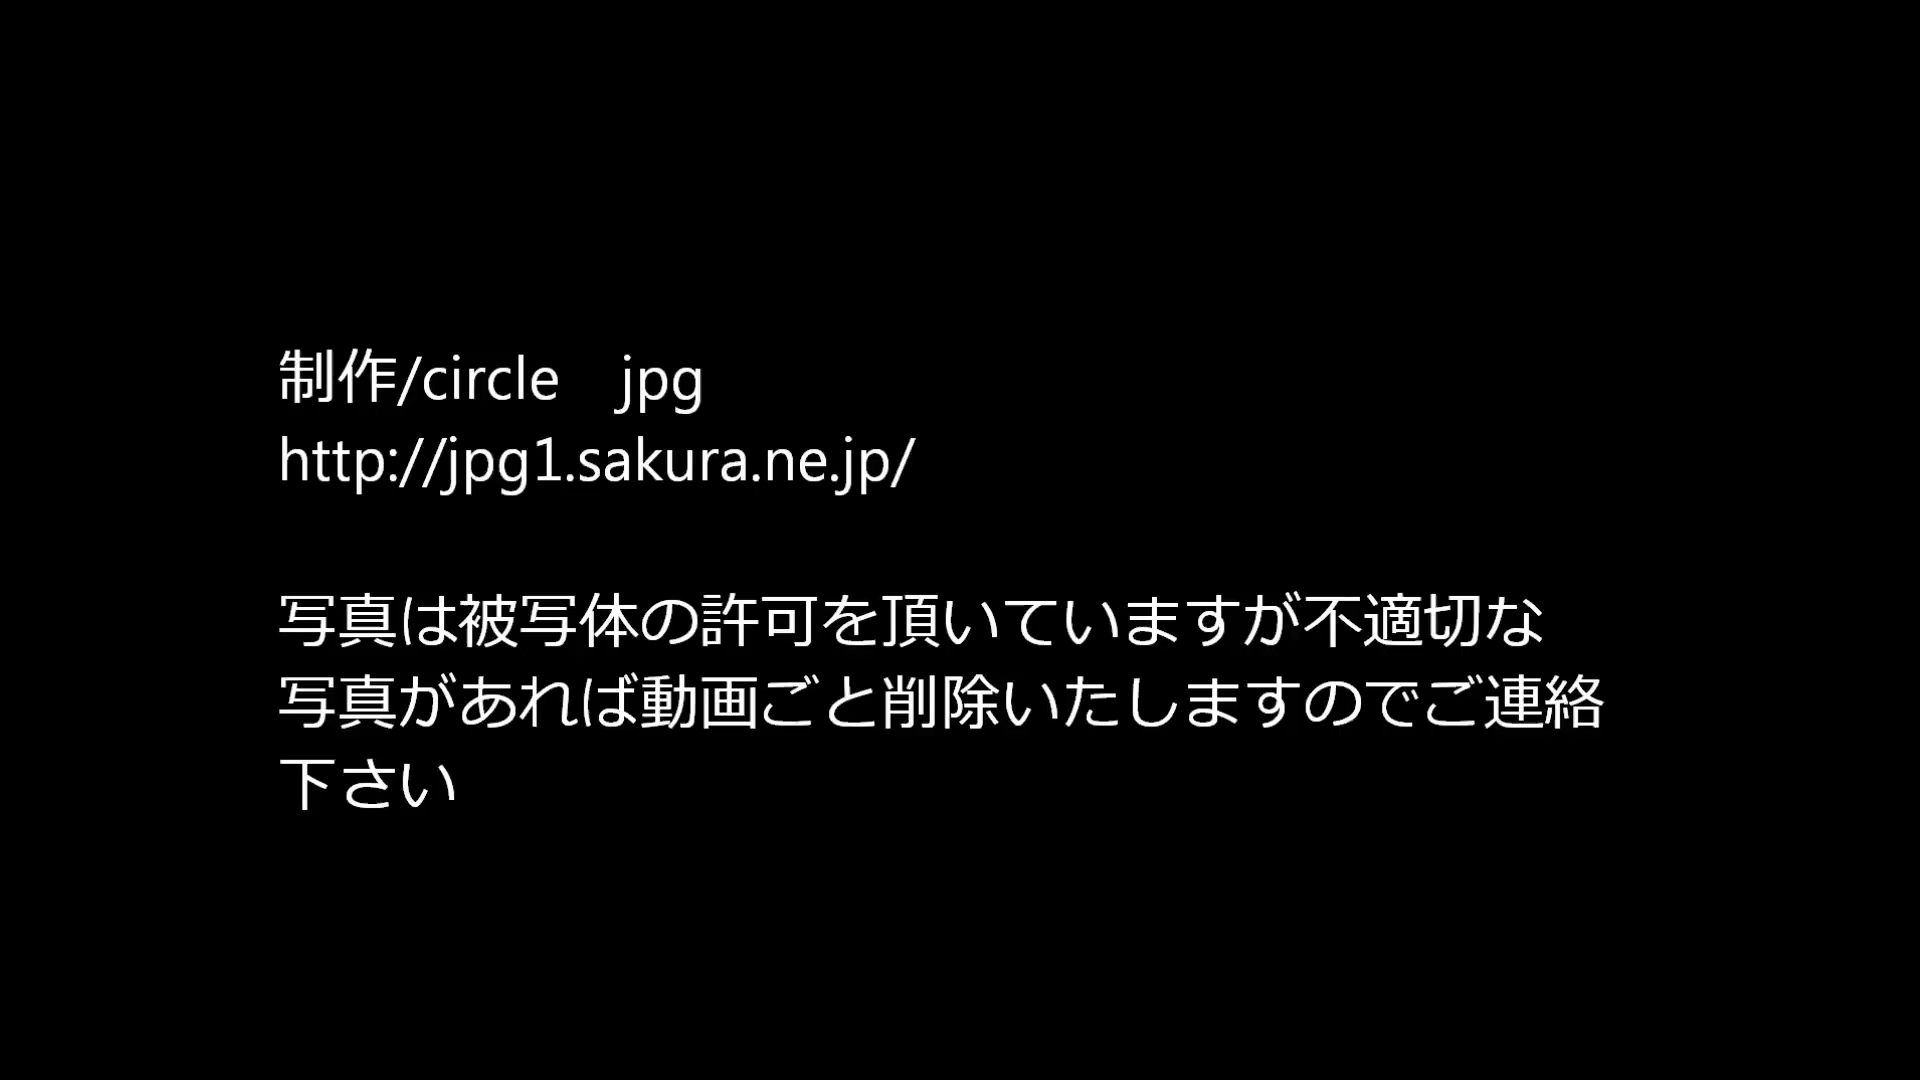 制作/circle　jpg
http://jpg1.sakura.ne.jp/
写真は被写体の許可を頂いていますが不適切な
写真があれば動画ごと削除いたしますのでご連絡
下さい